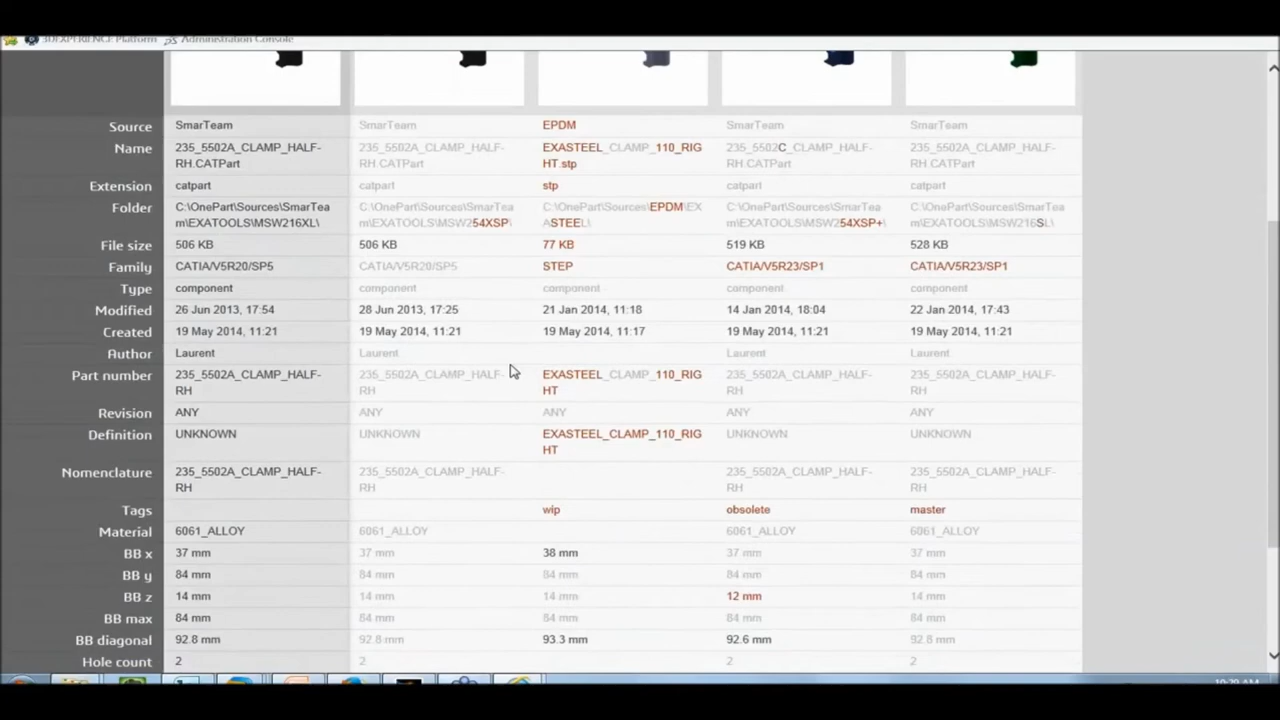 3DEXPERIENCE Platform Administration Console
Source SmarTeam SmarTeam EPDM SmarTeam SmarTeam
Name 235_5502A_CLAMP_HALF- 235_5502A_CLAMP_HALF- EXASTEEL_CLAMP_110_RIG 235_5502C_CLAMP_HALF- 235_5502A_CLAMP_HALF-
RH.CATPart RH.CATPart HT.stp RH.CATPart RH.CATPart
Extension catpart catpart stp catpart catpart
Folder C:\OnePart\Sources\SmarTea C:\OnePart\Sources\SmarTea C:\OnePart\Sources\EPDM\EX C:\OnePart\Sources\SmarTea C:\OnePart\Sources\SmarTea
m\EXATOOLS\MSW216XL\ m\EXATOOLS\MSW254XSP\ ASTEEL\ m\EXATOOLS\MSW254XSP+\ m\EXATOOLS\MSW216S\
File size 506 KB 506 KB 77 KB 519 KB 528 KB
Family CATIA/V5R20/SP5 CATIA/V5R20/SP5 STEP CATIA/V5R23/SP1 CATIA/V5R23/SP1
Type component component component component component
Modified 26 Jun 2013, 17:54 28 Jun 2013, 17:25 21 Jan 2014, 11:18 14 Jan 2014, 18:04 22 Jan 2014, 17:43
Created 19 May 2014, 11:21 19 May 2014, 11:21 19 May 2014, 11:17 19 May 2014, 11:21 19 May 2014, 11:21
Author Laurent Laurent Laurent Laurent
Part number 235_5502A_CLAMP_HALF- 235_5502A_CLAMP_HALF- EXASTEEL_CLAMP_110_RIG 235_5502A_CLAMP_HALF- 235_5502A_CLAMP_HALF-
RH RH HT RH RH
Revision ANY ANY ANY ANY ANY
Definition UNKNOWN UNKNOWN EXASTEEL_CLAMP_110_RIG UNKNOWN UNKNOWN
HT
Nomenclature 235_5502A_CLAMP_HALF- 235_5502A_CLAMP_HALF- 235_5502A_CLAMP_HALF- 235_5502A_CLAMP_HALF-
RH RH RH RH
Tags wip obsolete master
Material 6061_ALLOY 6061_ALLOY 6061_ALLOY 6061_ALLOY
BB x 37 mm 37 mm 38 mm 37 mm 37 mm
BB y 84 mm 84 mm 84 mm 84 mm 84 mm
BB z 14 mm 14 mm 14 mm 12 mm 14 mm
BB max 84 mm 84 mm 84 mm 84 mm 84 mm
BB diagonal 92.8 mm 92.8 mm 93.3 mm 92.6 mm 92.8 mm
Hole count 2 2 2 2
10:29 AM